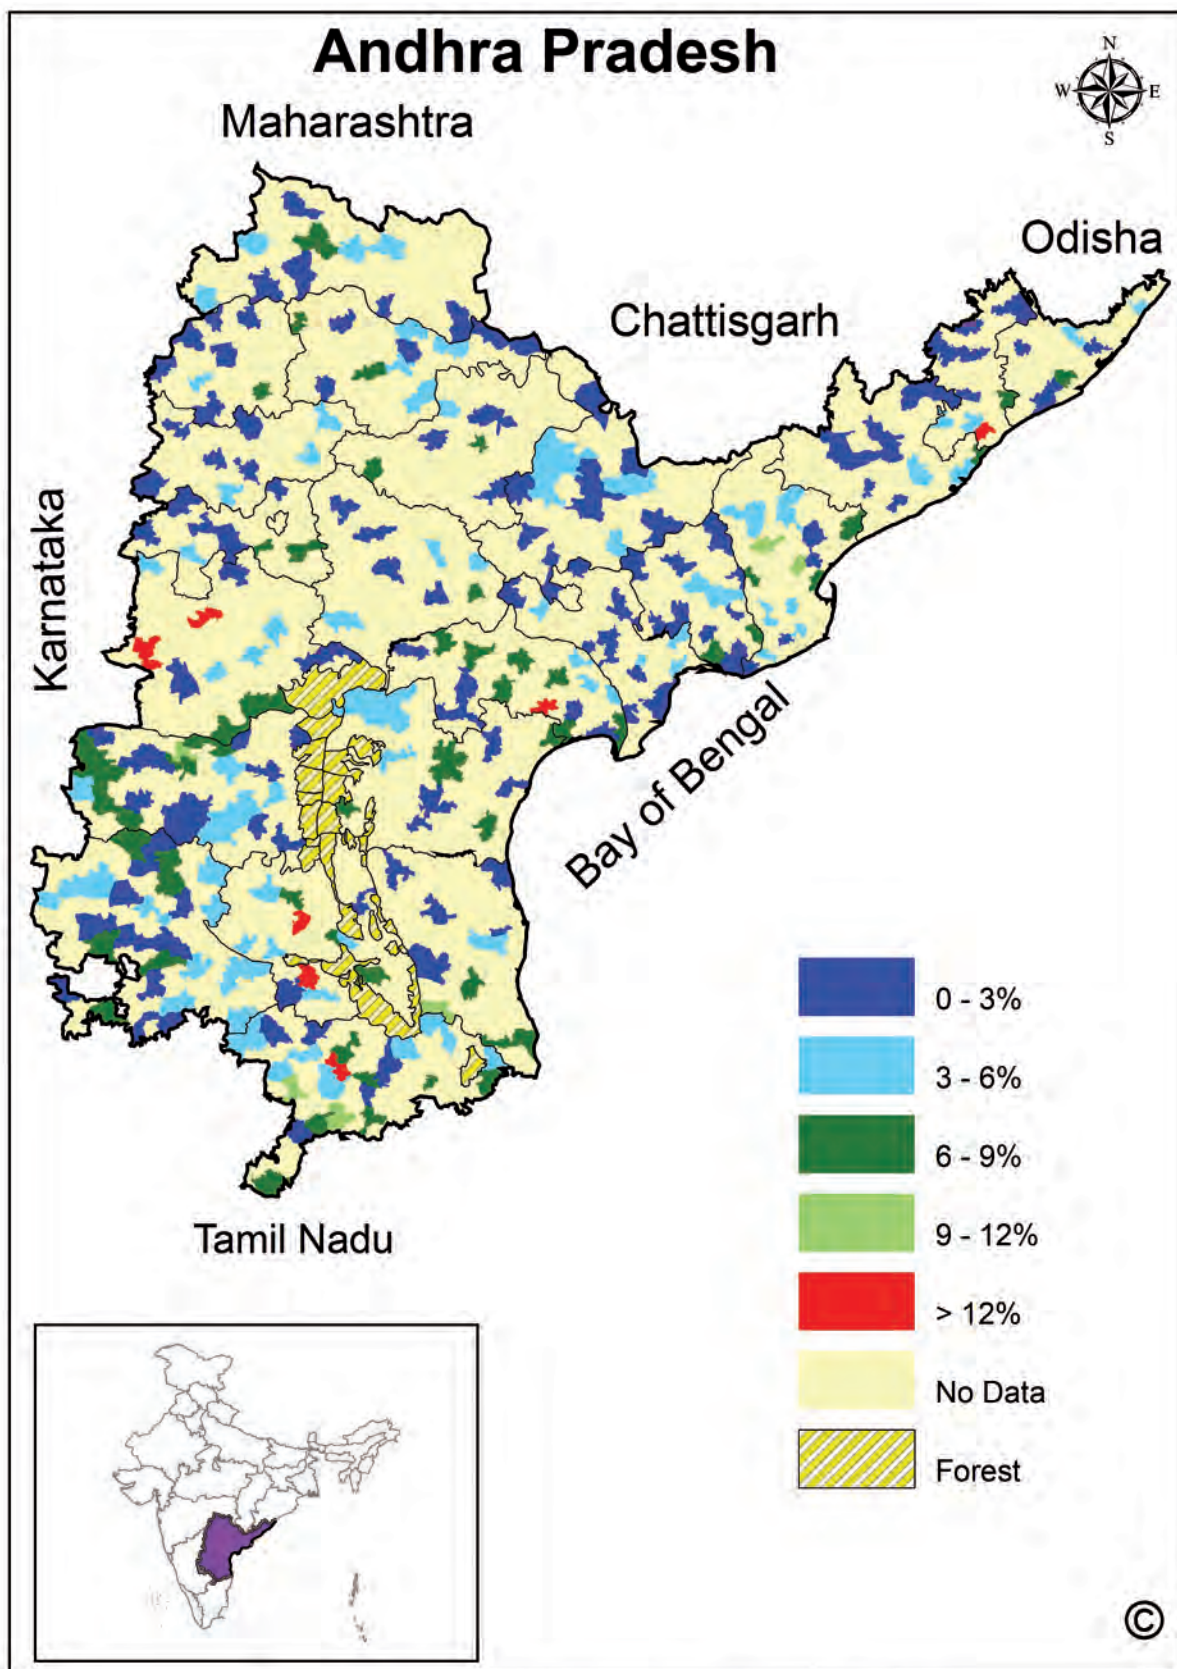 Andhra Pradesh
N
W
E
S
Maharashtra
Odisha
Chattisgarh
Karnataka
Bay of Bengal
0 - 3%
3 - 6%
6 - 9%
9 - 12%
> 12%
No Data
Forest
Tamil Nadu
©